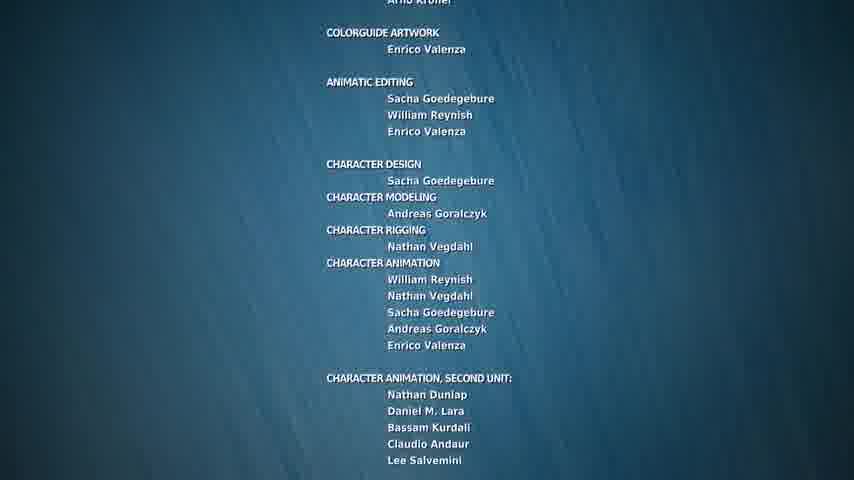 COLORGUIDE ARTWORK
Enrico Valenza
ANIMATIC EDITING
Sacha Goedegebure
William Reynish
Enrico Valenza
CHARACTER DESIGN
Sacha Goedegebure
CHARACTER MODELING
Andreas Goralczyk
CHARACTER RIGGING
Nathan Vegdahl
CHARACTER ANIMATION
William Reynish
Nathan Vegdahl
Sacha Goedegebure
Andreas Goralczyk
Enrico Valenza
CHARACTER ANIMATION, SECOND UNIT:
Nathan Dunlap
Daniel M. Lara
Bassam Kurdali
Claudio Andaur
Lee Salvemini